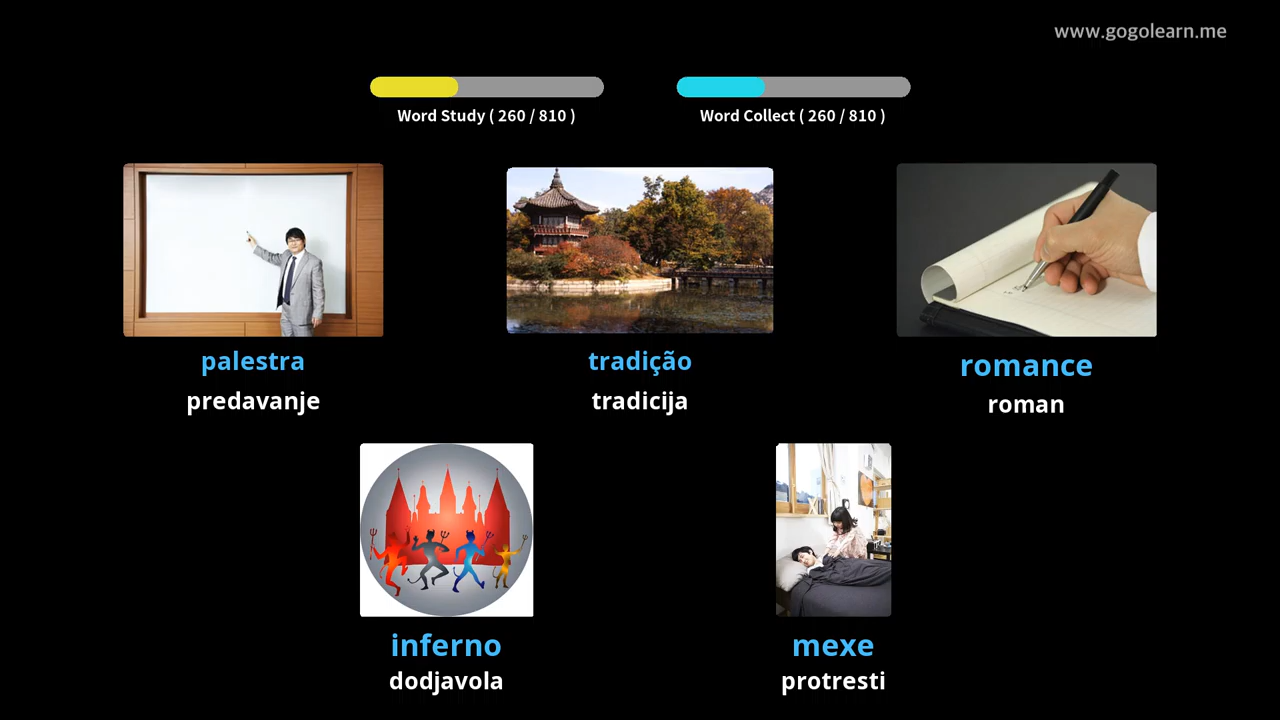 www.gogolearn.me
Word Study ( 260 / 810 )
Word Collect ( 260 / 810 )
palestra
predavanje
tradição
tradicija
romance
roman
inferno
dodjavola
mexe
protresti